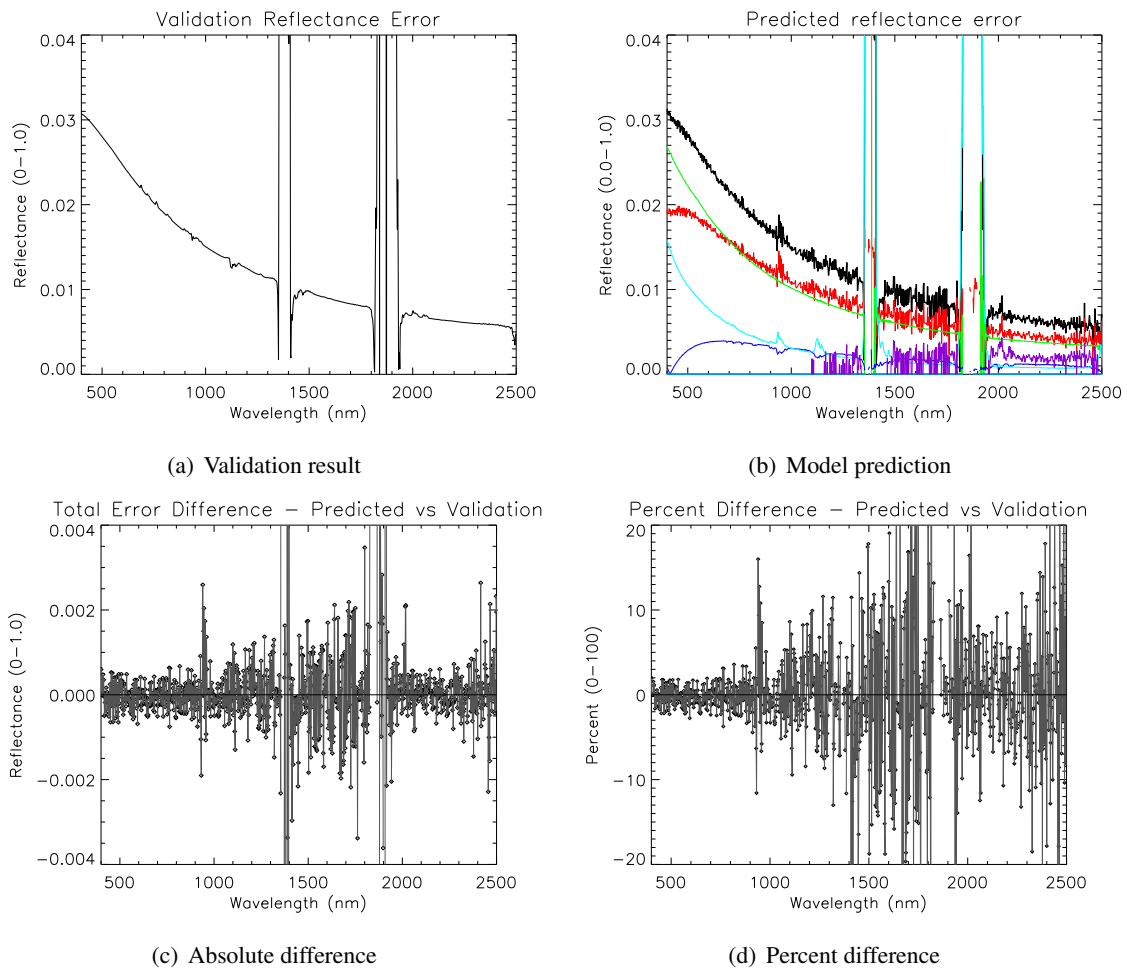 Validation Reflectance Error
0.04
0.03
0.02
0.01
0.00
Reflectance (0−1.0)
500 1000 1500 2000 2500
Wavelength (nm)
(a) Validation result
Predicted reflectance error
0.04
0.03
0.02
0.01
0.00
Reflectance (0.0−1.0)
500 1000 1500 2000 2500
Wavelength (nm)
(b) Model prediction
Total Error Difference − Predicted vs Validation
0.004
0.002
0.000
−0.002
−0.004
Reflectance (0−1.0)
500 1000 1500 2000 2500
Wavelength (nm)
(c) Absolute difference
Percent Difference − Predicted vs Validation
20
10
0
−10
−20
Percent (0−100)
500 1000 1500 2000 2500
Wavelength (nm)
(d) Percent difference